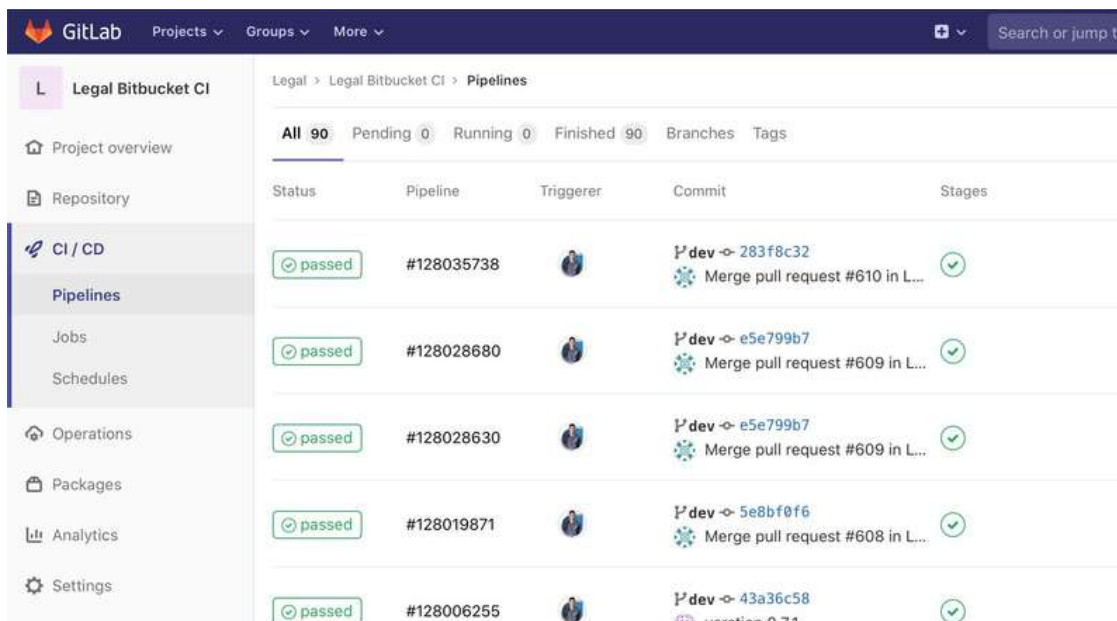 GitLab Projects Groups More Search or jump t
L Legal Bitbucket CI
Project overview
Repository
CI / CD
Pipelines
Jobs
Schedules
Operations
Packages
Analytics
Settings
Legal > Legal Bitbucket CI > Pipelines
All 90 Pending 0 Running 0 Finished 90 Branches Tags
Status Pipeline Triggerer Commit Stages
passed #128035738 dev 283f8c32
Merge pull request #610 in L...
passed #128028680 dev e5e799b7
Merge pull request #609 in L...
passed #128028630 dev e5e799b7
Merge pull request #609 in L...
passed #128019871 dev 5e8bf0f6
Merge pull request #608 in L...
passed #128006255 dev 43a36c58